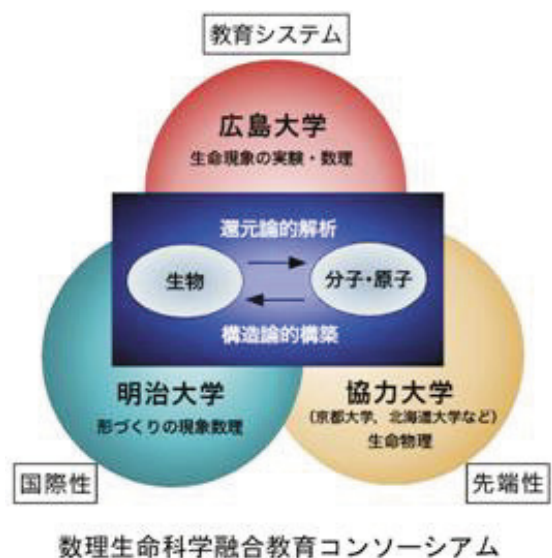 教育システム
広島大学
生命現象の実験・数理
還元論的解析
生物
分子・原子
構造論的構築
明治大学
形づくりの現象数理
協力大学
(京都大学、北海道大学など)
生命物理
国際性
先端性
数理生命科学融合教育コンソーシアム